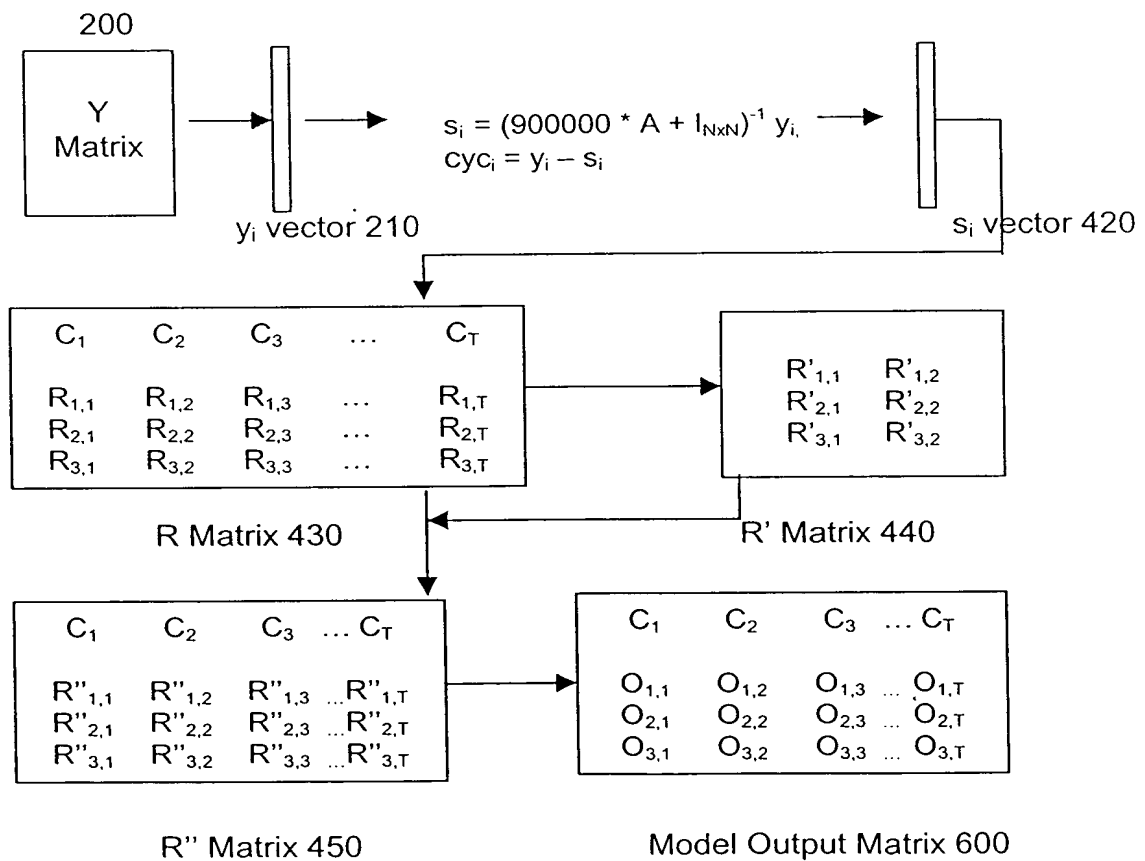 200
Y
Matrix
sᵢ = (900000 * A + I_NxN)⁻¹ yᵢ,
cycᵢ = yᵢ – sᵢ
yᵢ vector 210
sᵢ vector 420
C₁ C₂ C₃ ... C_T
R₁,₁ R₁,₂ R₁,₃ ... R₁,T
R₂,₁ R₂,₂ R₂,₃ ... R₂,T
R₃,₁ R₃,₂ R₃,₃ ... R₃,T
R'₁,₁ R'₁,₂
R'₂,₁ R'₂,₂
R'₃,₁ R'₃,₂
R Matrix 430
R' Matrix 440
C₁ C₂ C₃ ... C_T
R"₁,₁ R"₁,₂ R"₁,₃ ...R"₁,T
R"₂,₁ R"₂,₂ R"₂,₃ ...R"₂,T
R"₃,₁ R"₃,₂ R"₃,₃ ...R"₃,T
C₁ C₂ C₃ ... C_T
O₁,₁ O₁,₂ O₁,₃ ... O₁,T
O₂,₁ O₂,₂ O₂,₃ ... O₂,T
O₃,₁ O₃,₂ O₃,₃ ... O₃,T
R" Matrix 450
Model Output Matrix 600